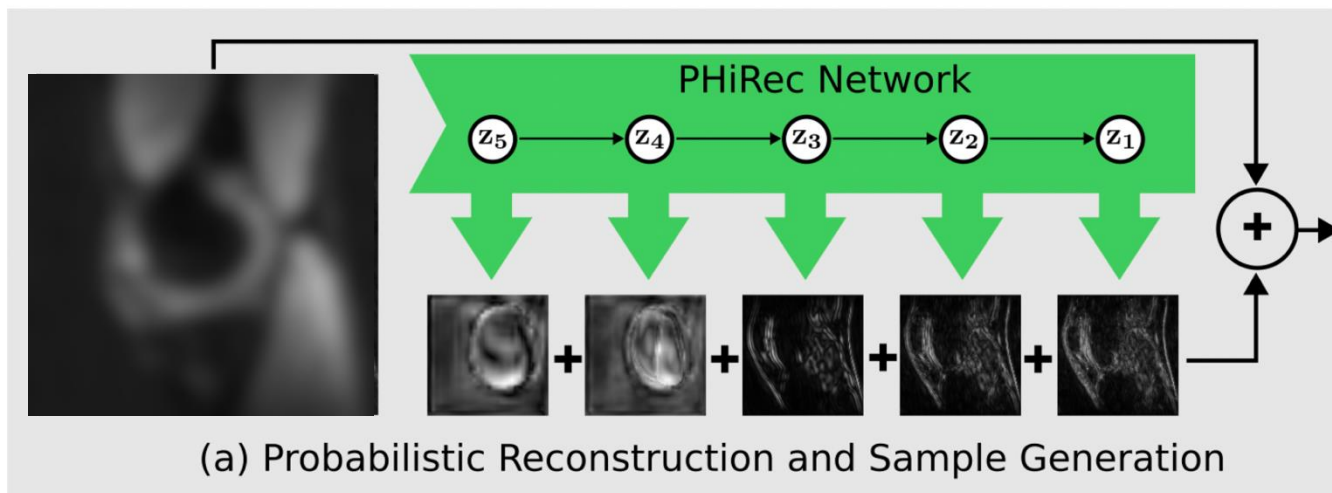 PHiRec Network
z₅ z₄ z₃ z₂ z₁
+
+ + + +
(a) Probabilistic Reconstruction and Sample Generation